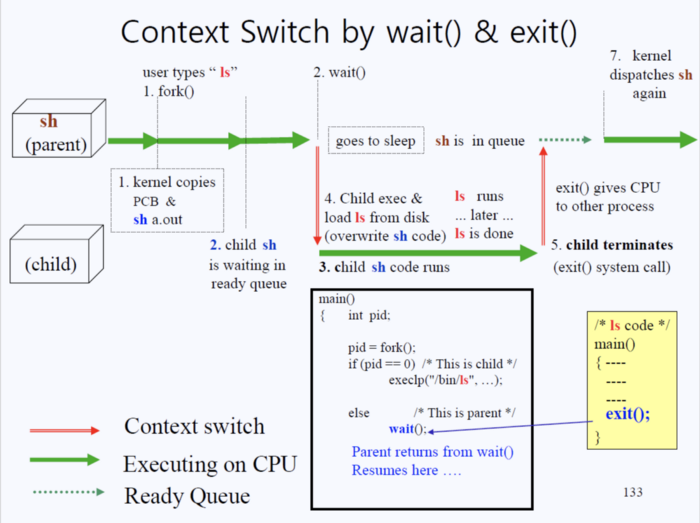 Context Switch by wait() & exit()
user types “ ls”
1. fork()
2. wait()
7. kernel
dispatches sh
again
sh
(parent)
goes to sleep
sh is in queue
1. kernel copies
PCB &
sh a.out
4. Child exec &
load ls from disk
(overwrite sh code)
ls runs
... later ...
ls is done
exit() gives CPU
to other process
(child)
2. child sh
is waiting in
ready queue
3. child sh code runs
5. child terminates
(exit() system call)
main()
{ int pid;
pid = fork();
if (pid == 0) /* This is child */
execlp("/bin/ls", …);
else /* This is parent */
wait();
Parent returns from wait()
Resumes here ….
/* ls code */
main()
{ ----
----
----
exit();
}
Context switch
Executing on CPU
Ready Queue
133